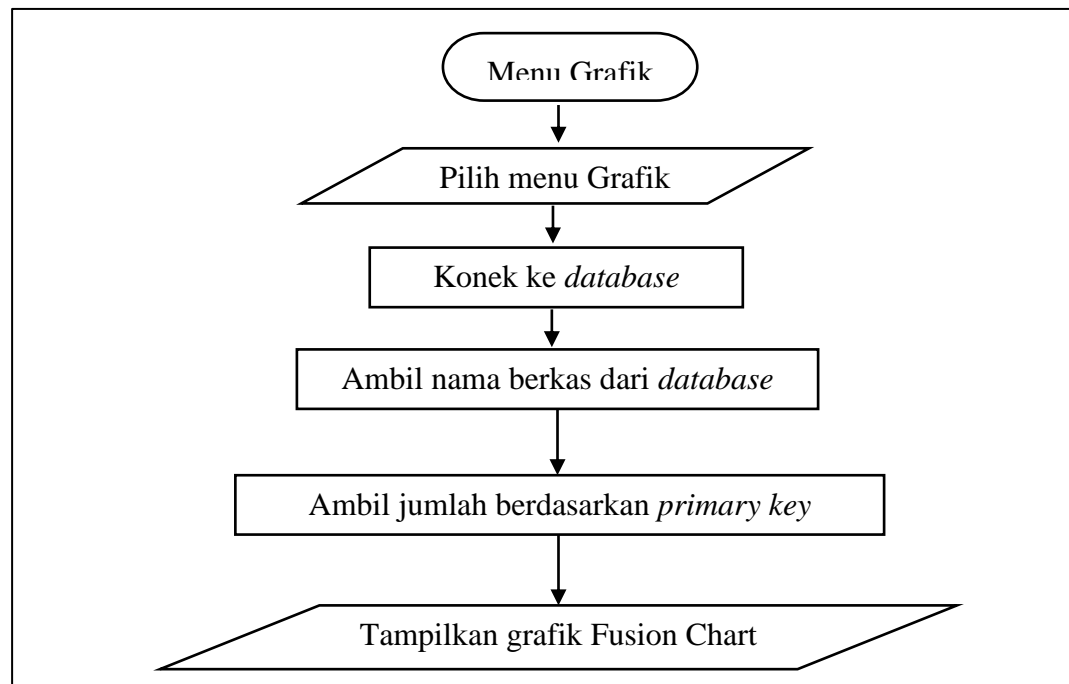 Menu Grafik
Pilih menu Grafik
Konek ke database
Ambil nama berkas dari database
Ambil jumlah berdasarkan primary key
Tampilkan grafik Fusion Chart